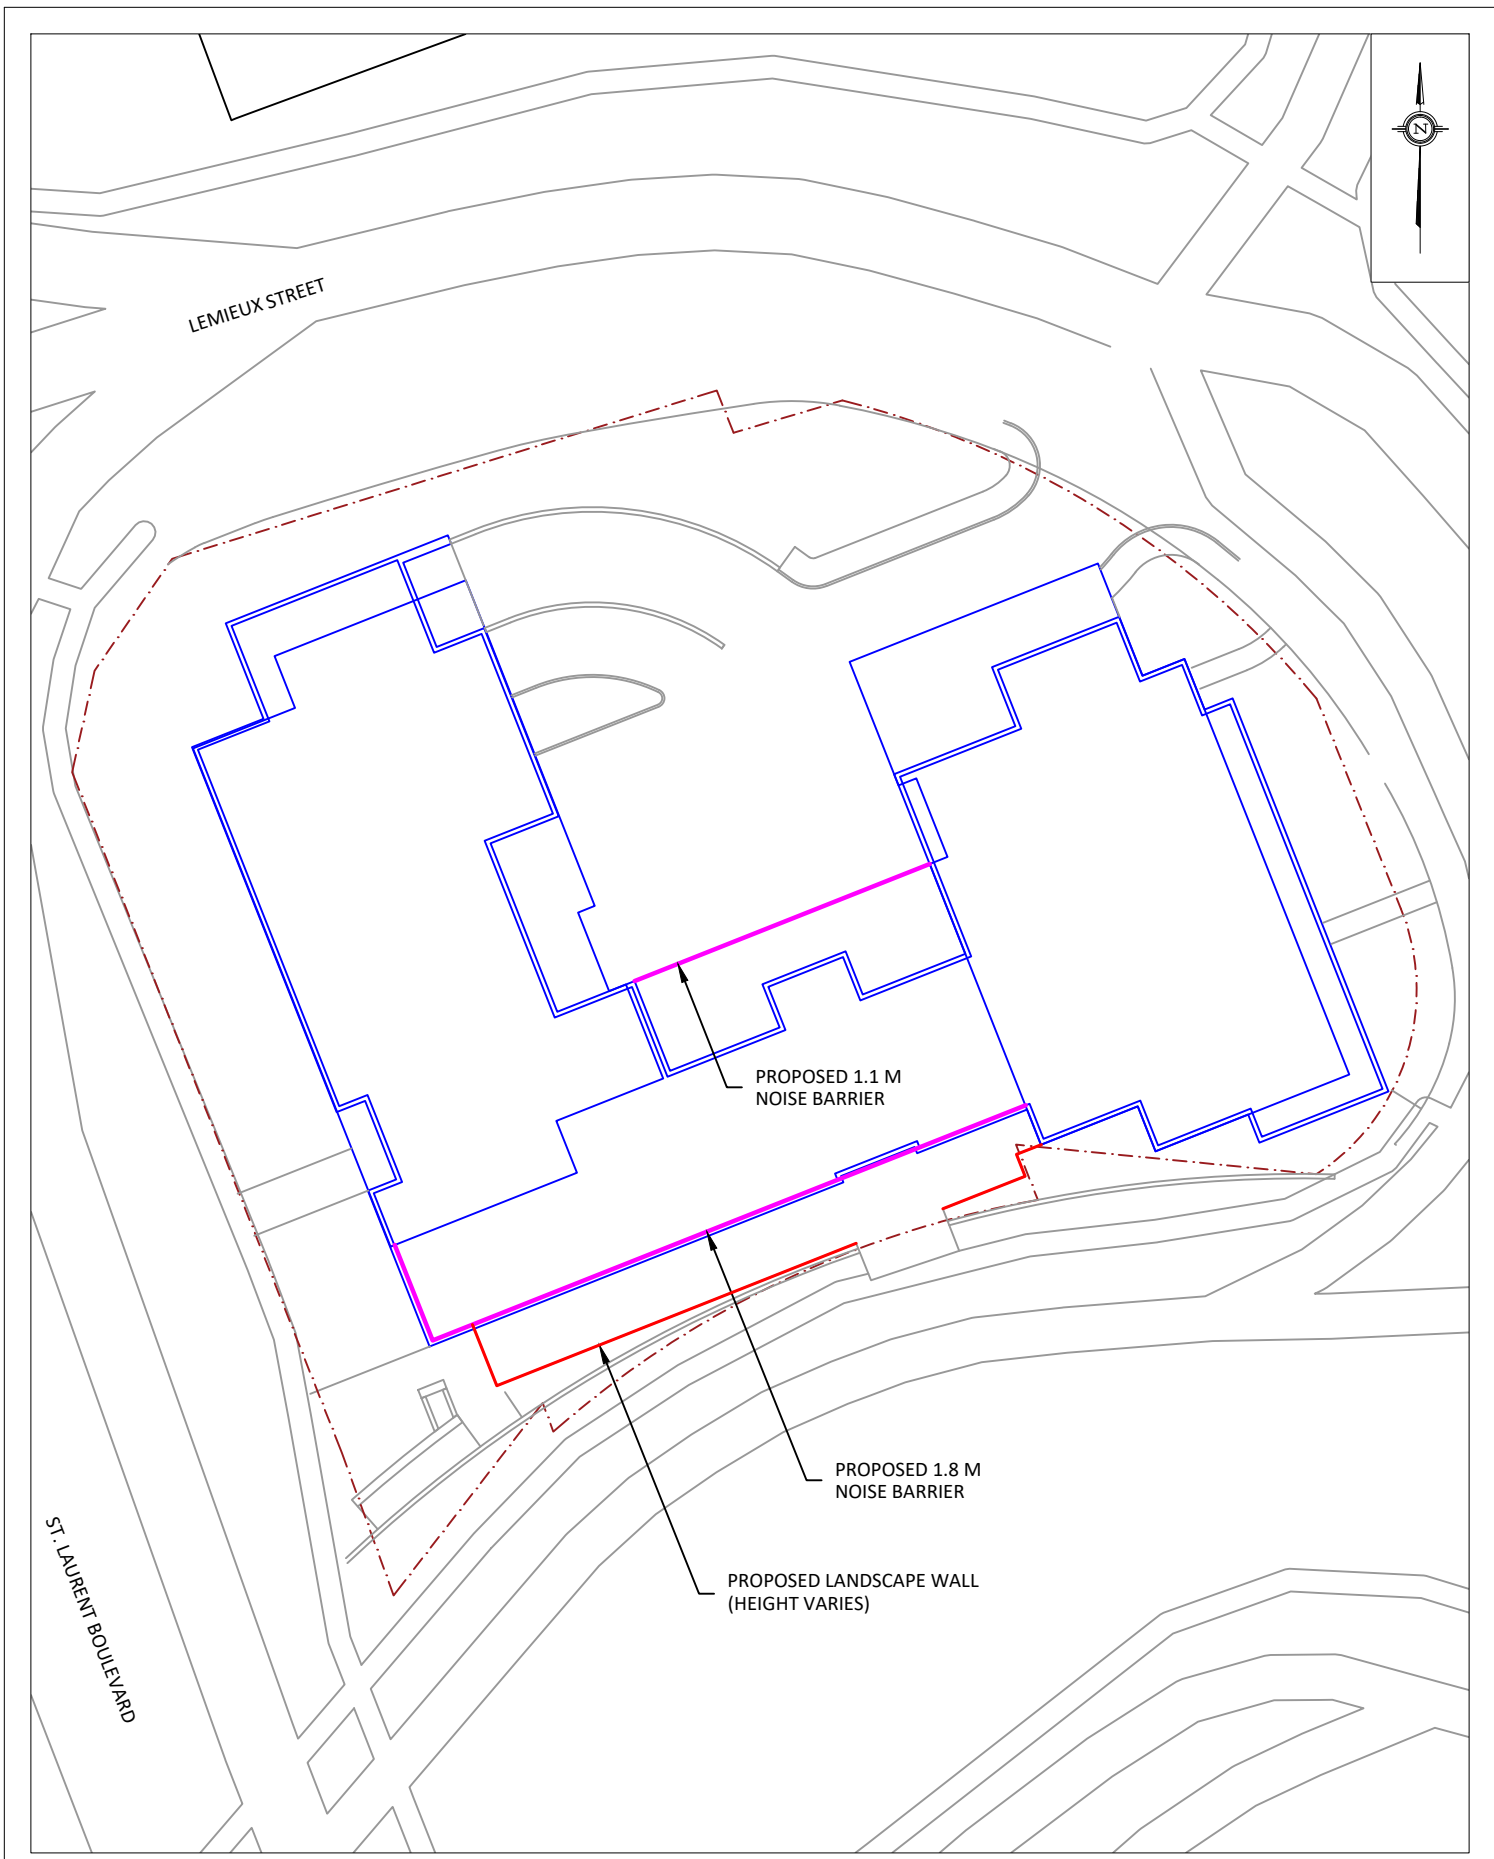 N
LEMIEUX STREET
PROPOSED 1.1 M
NOISE BARRIER
PROPOSED 1.8 M
NOISE BARRIER
PROPOSED LANDSCAPE WALL
(HEIGHT VARIES)
ST. LAURENT BOULEVARD